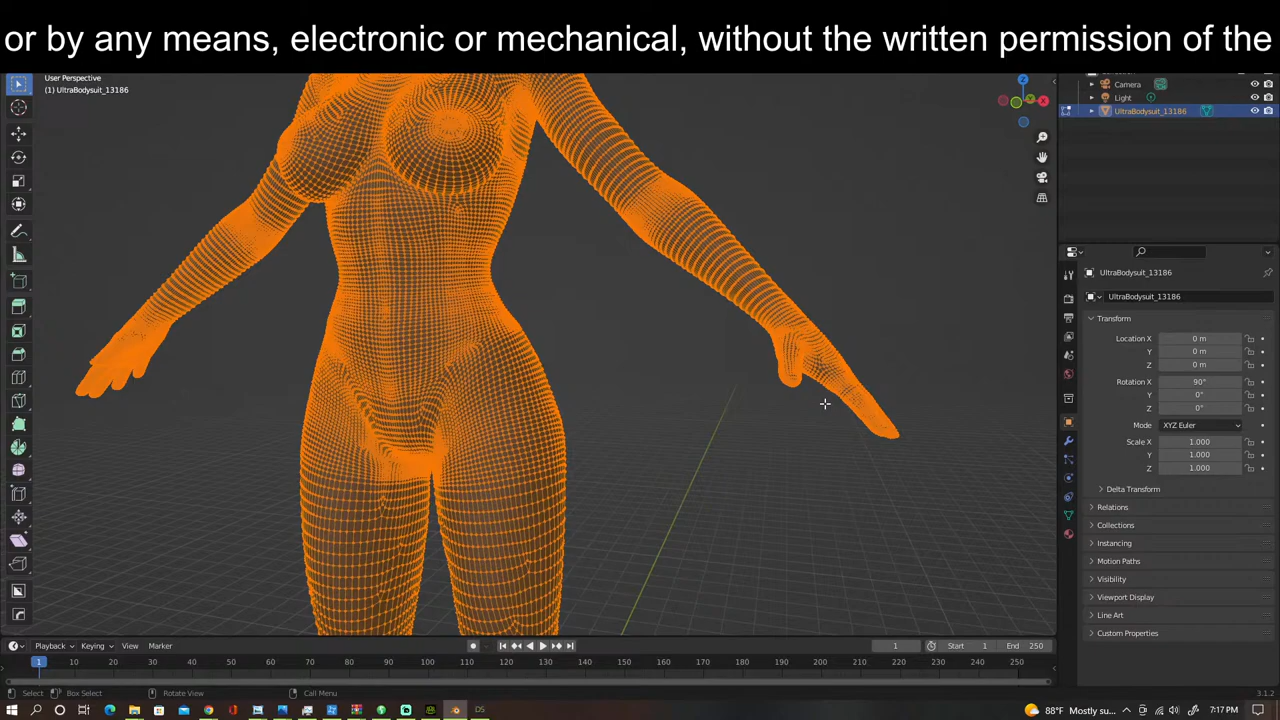 or by any means, electronic or mechanical, without the written permission of the
User Perspective
(1) UltraBodysuit_13186
Camera
Light
UltraBodysuit_13186
UltraBodysuit_13186
UltraBodysuit_13186
Transform
Location X 0 m
Y 0 m
Z 0 m
Rotation X 90°
Y 0°
Z 0°
Mode XYZ Euler
Scale X 1.000
Y 1.000
Z 1.000
Delta Transform
Relations
Collections
Instancing
Motion Paths
Visibility
Viewport Display
Line Art
Custom Properties
Playback Keying View Marker 1 Start 1 End 250
1 10 20 30 40 50 60 70 80 90 100 110 120 130 140 150 160 170 180 190 200 210 220 230 240 250
Select Box Select Rotate View Call Menu 3.1.2
DS 88°F Mostly su... 7:17 PM